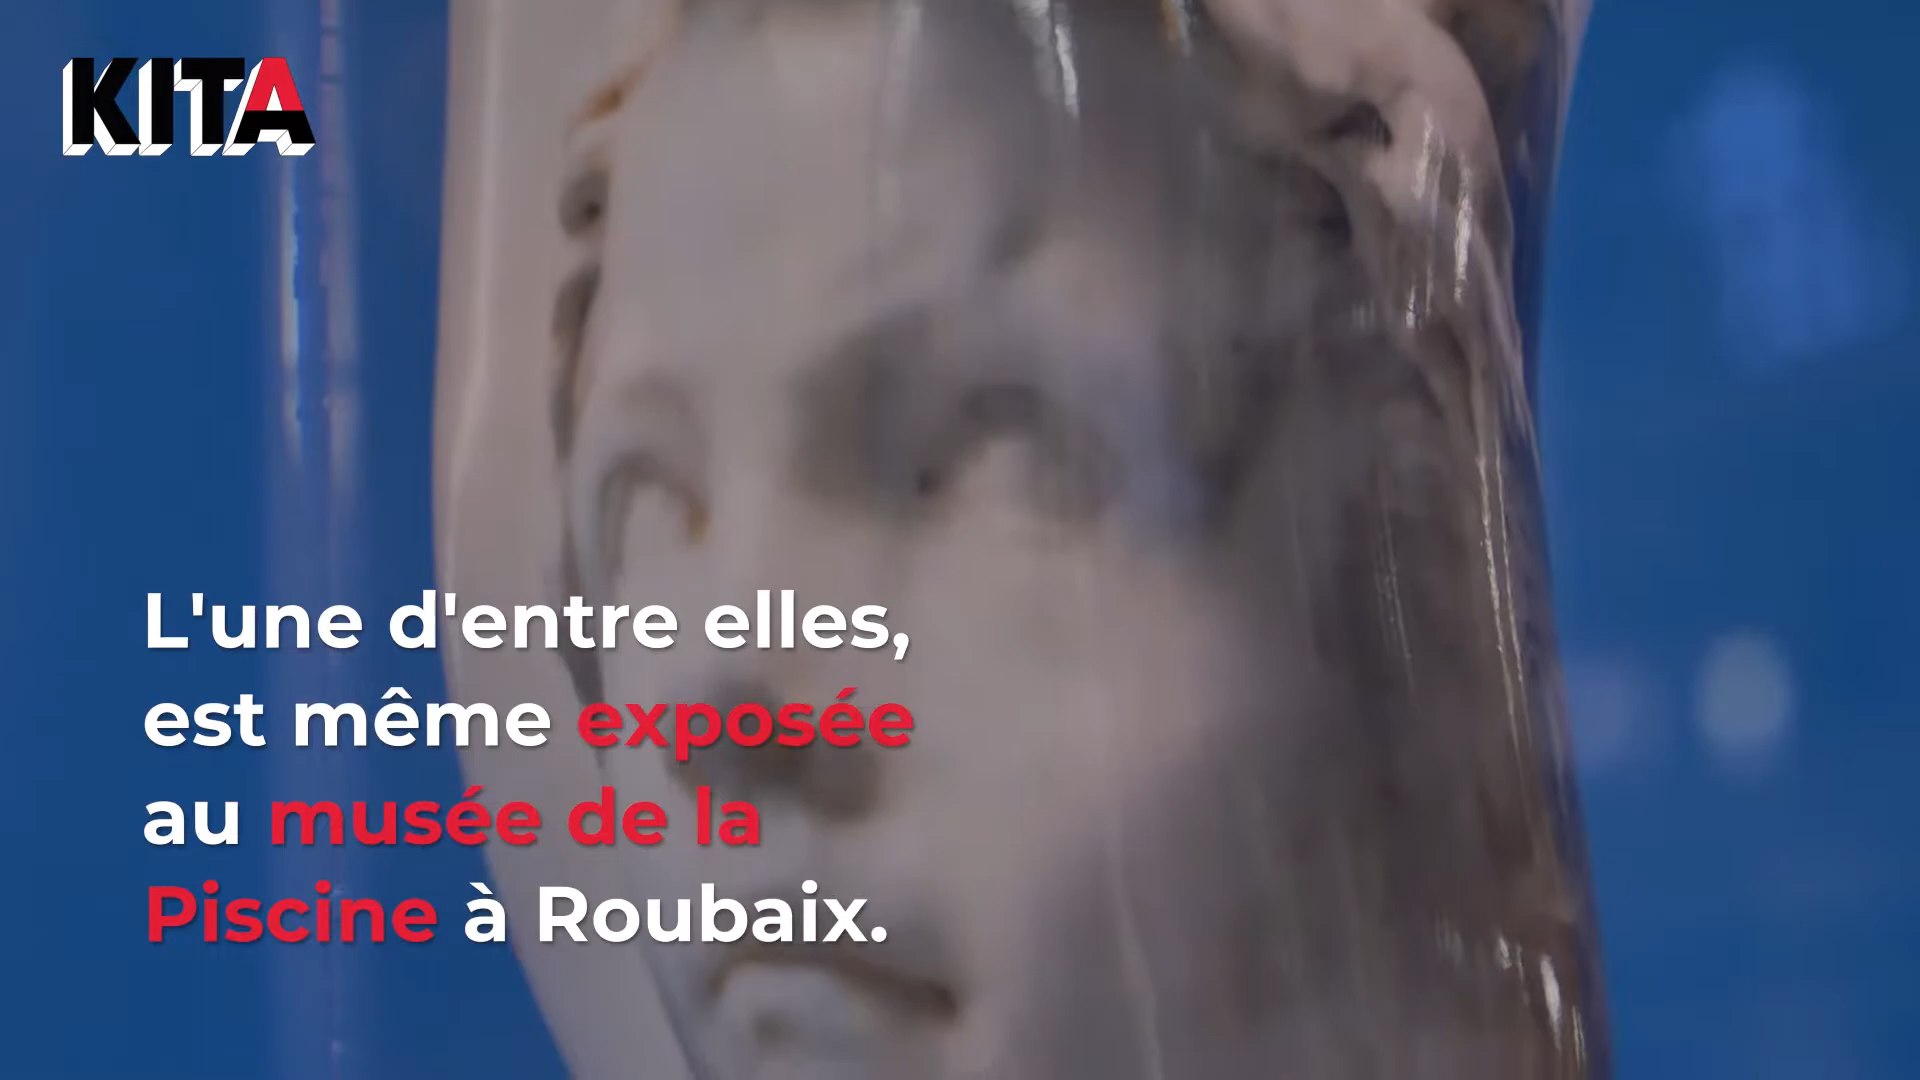 KITA
L'une d'entre elles,
est même exposée
au musée de la
Piscine à Roubaix.